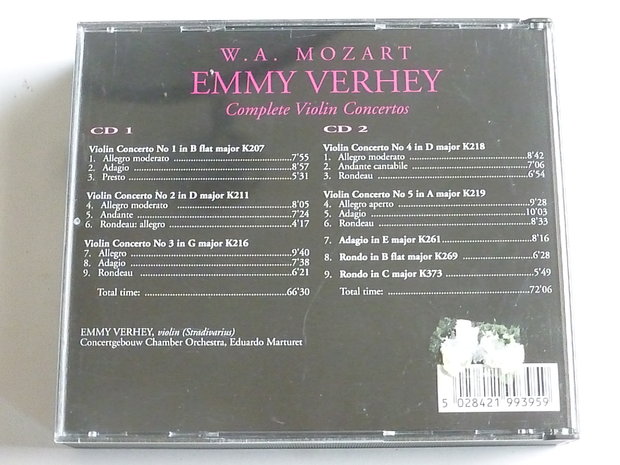 W.A. MOZART
EMMY VERHEY
Complete Violin Concertos
CD 1
Violin Concerto No 1 in B flat major K207
1. Allegro moderato 7'55
2. Adagio 8'57
3. Presto 5'31
Violin Concerto No 2 in D major K211
4. Allegro moderato 8'05
5. Andante 7'24
6. Rondeau: allegro 4'17
Violin Concerto No 3 in G major K216
7. Allegro 9'40
8. Adagio 7'38
9. Rondeau 6'21
Total time: 66'30
CD 2
Violin Concerto No 4 in D major K218
1. Allegro moderato 8'42
2. Andante cantabile 7'06
3. Rondeau 6'54
Violin Concerto No 5 in A major K219
4. Allegro aperto 9'28
5. Adagio 10'03
6. Rondeau 8'33
7. Adagio in E major K261 8'16
8. Rondo in B flat major K269 6'28
9. Rondo in C major K373 5'49
Total time: 72'06
EMMY VERHEY, violin (Stradivarius)
Concertgebouw Chamber Orchestra, Eduardo Marturet
5 028421 993959